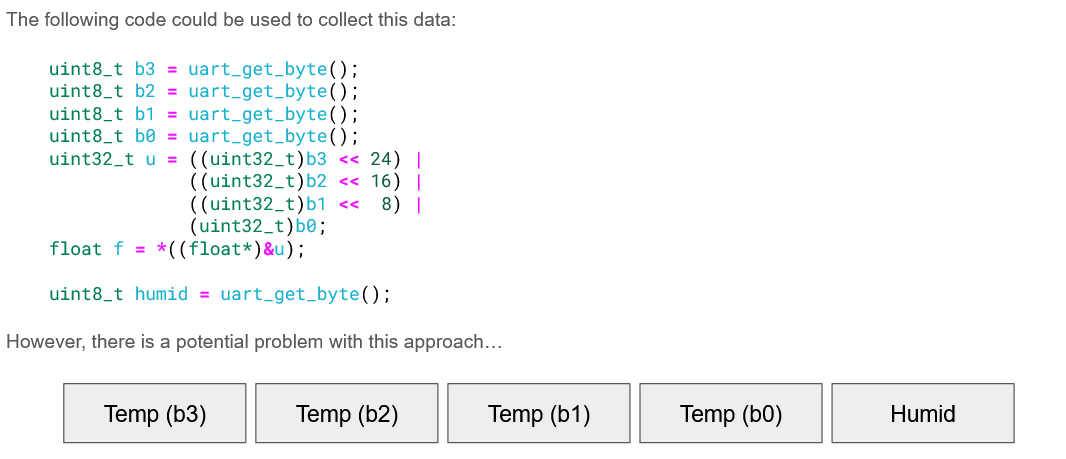 The following code could be used to collect this data:
uint8_t b3 = uart_get_byte();
uint8_t b2 = uart_get_byte();
uint8_t b1 = uart_get_byte();
uint8_t b0 = uart_get_byte();
uint32_t u = ((uint32_t)b3 << 24) |
((uint32_t)b2 << 16) |
((uint32_t)b1 <<  8) |
(uint32_t)b0;
float f = *((float*)&u);
uint8_t humid = uart_get_byte();
However, there is a potential problem with this approach…
Temp (b3) Temp (b2) Temp (b1) Temp (b0) Humid